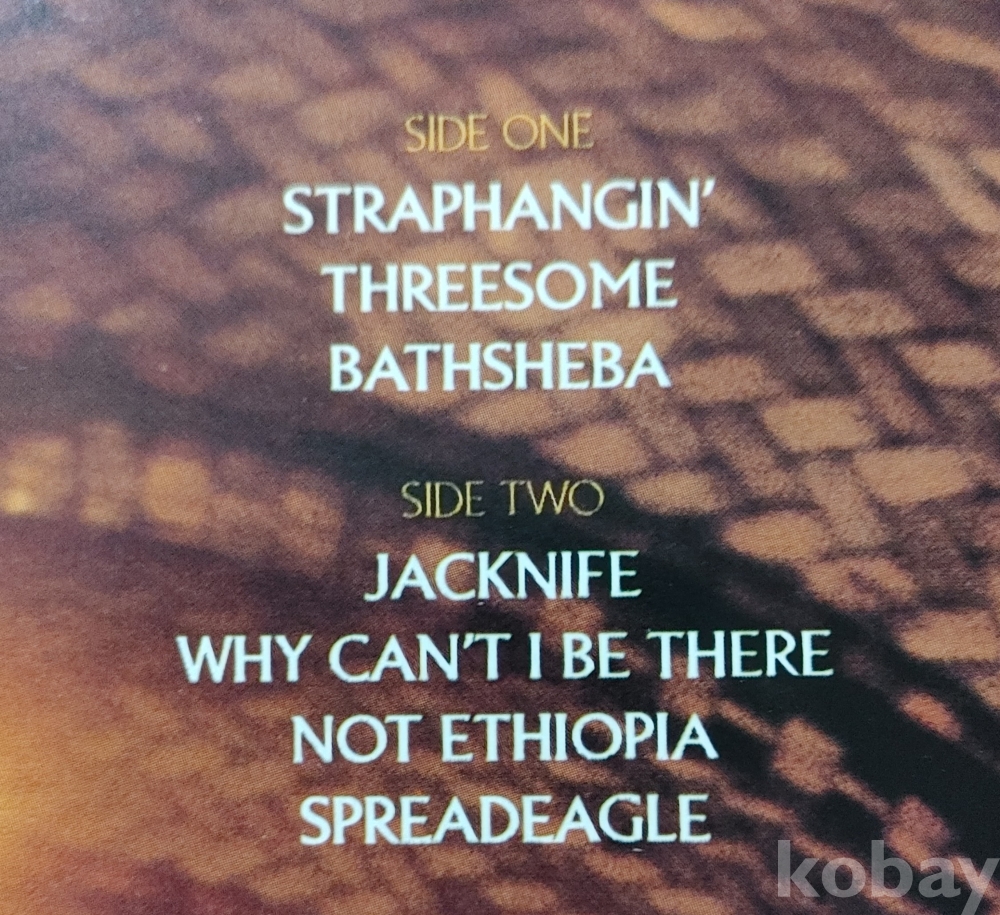 SIDE ONE
STRAPHANGIN'
THREESOME
BATHSHEBA
SIDE TWO
JACKNIFE
WHY CAN'T I BE THERE
NOT ETHIOPIA
SPREADEAGLE
kobay